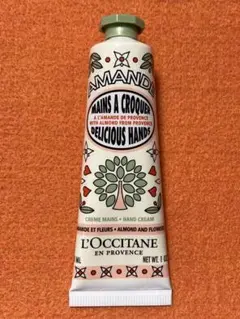 AMANDE
MAINS A CROQUER
A L'AMANDE DE PROVENCE
WITH ALMOND FROM PROVENCE
DELICIOUS HANDS
CREME MAINS • HAND CREAM
AMANDE ET FLEURS • ALMOND AND FLOWERS
L'OCCITANE
EN PROVENCE
ML NET WT. 1